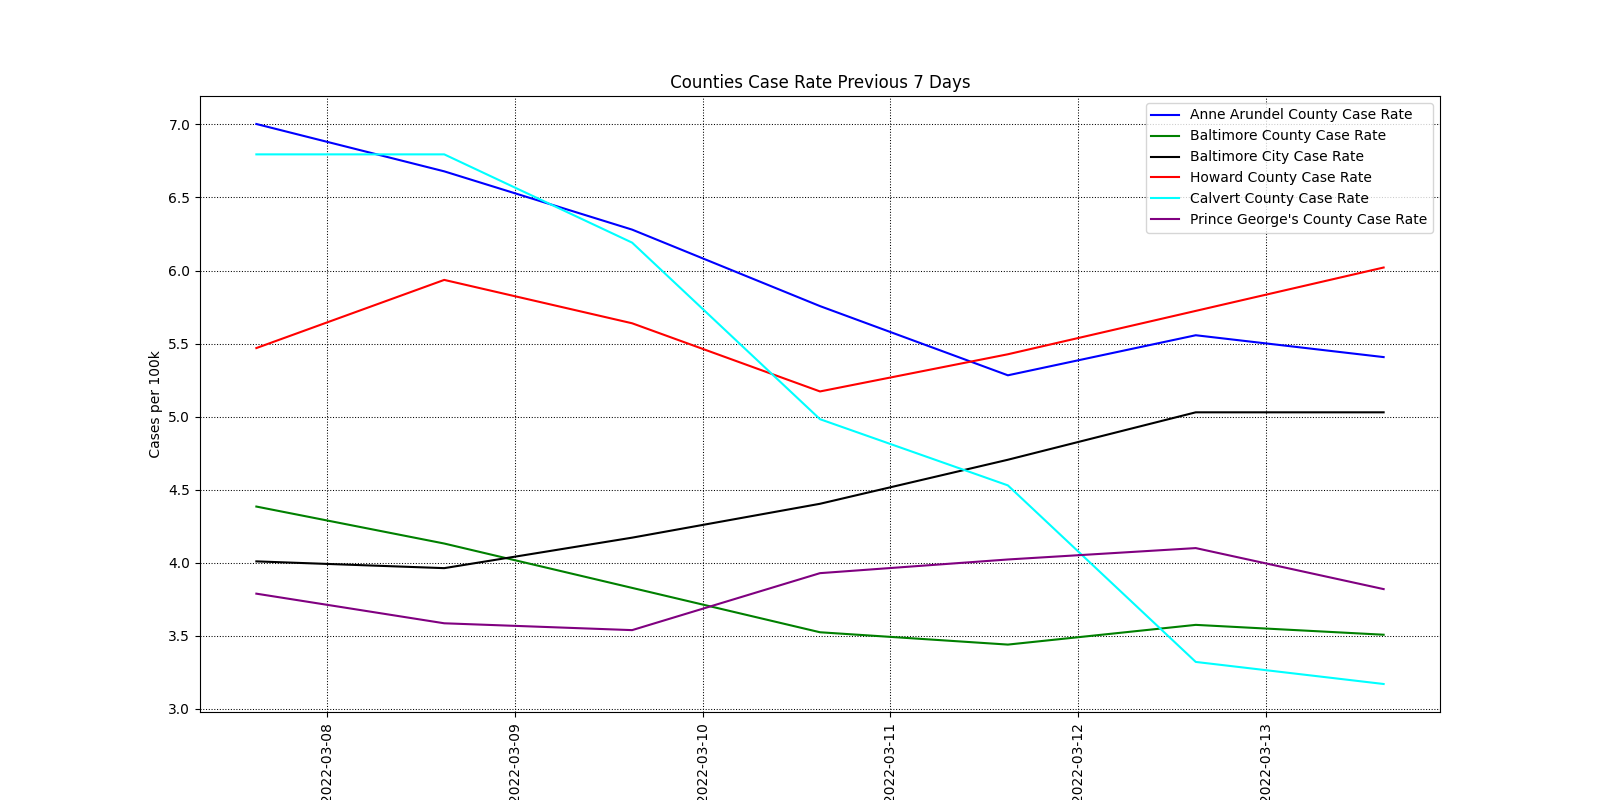 Counties Case Rate Previous 7 Days
Anne Arundel County Case Rate
Baltimore County Case Rate
Baltimore City Case Rate
Howard County Case Rate
Calvert County Case Rate
Prince George's County Case Rate
Cases per 100k
7.0
6.5
6.0
5.5
5.0
4.5
4.0
3.5
3.0
2022-03-08
2022-03-09
2022-03-10
2022-03-11
2022-03-12
2022-03-13